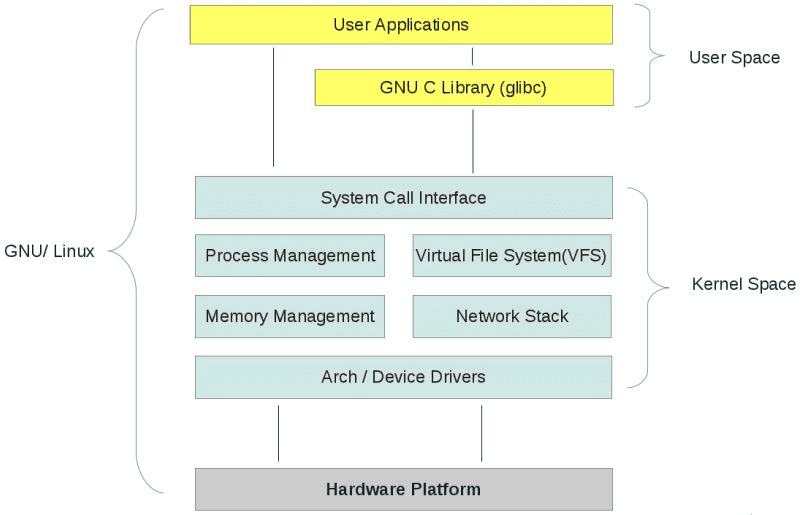 User Applications
User Space
GNU C Library (glibc)
System Call Interface
GNU/ Linux
Process Management
Virtual File System(VFS)
Kernel Space
Memory Management
Network Stack
Arch / Device Drivers
Hardware Platform